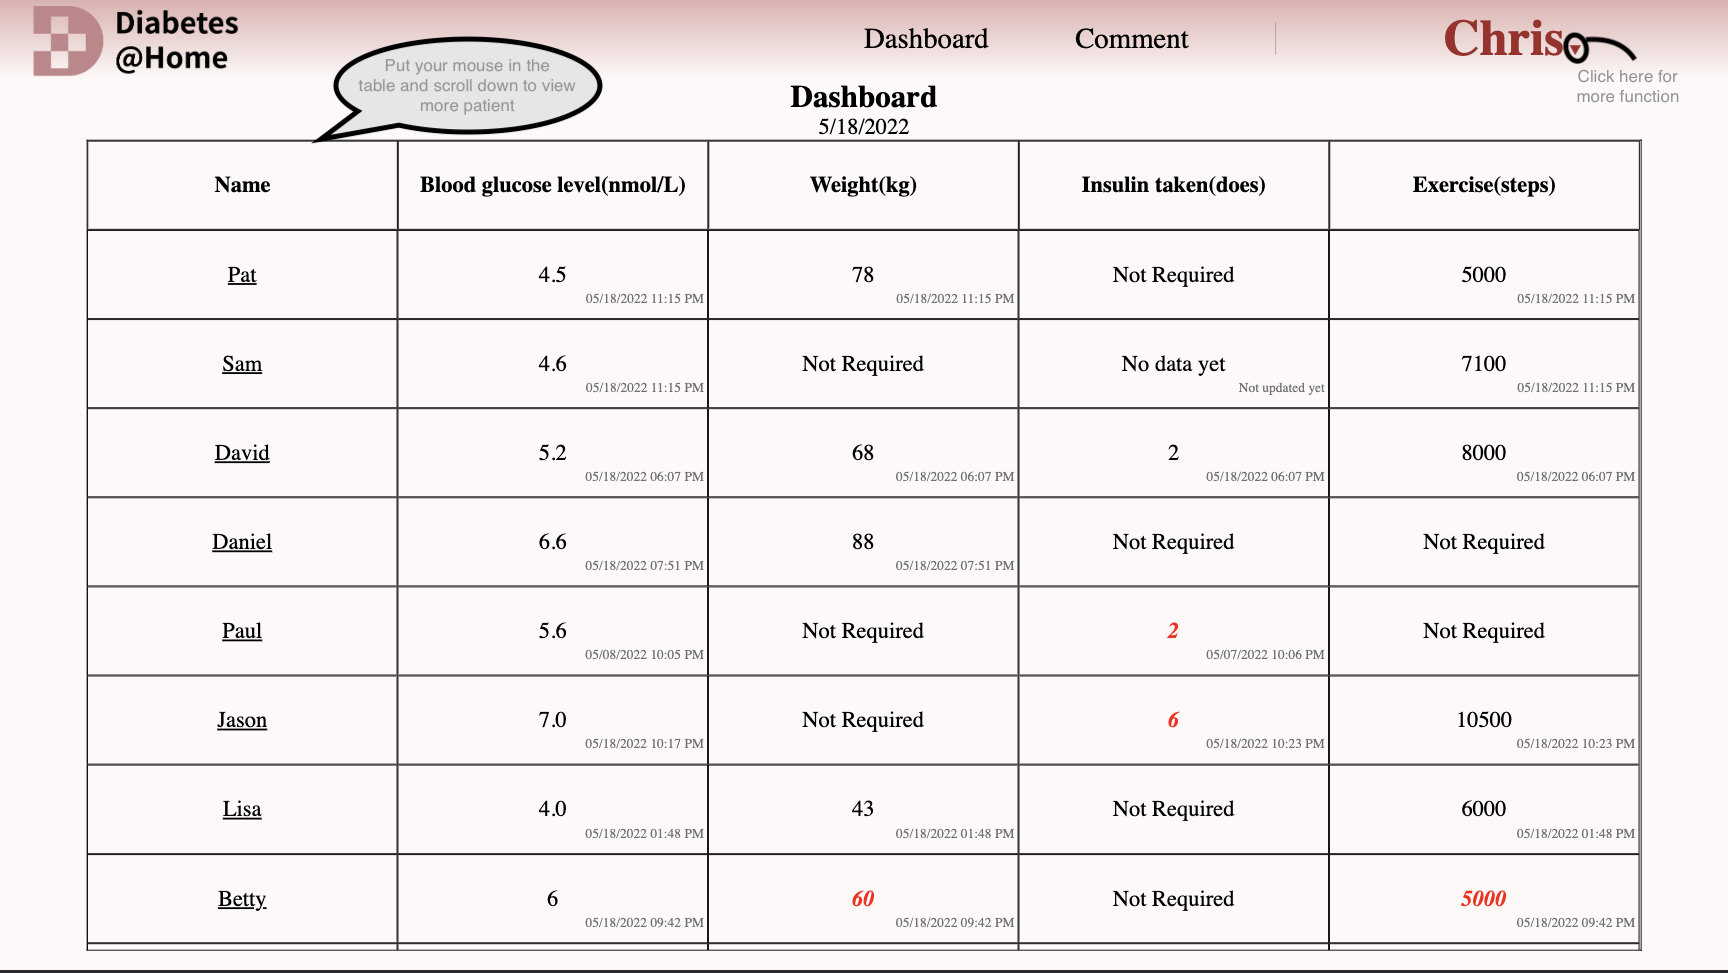 Diabetes
@Home
Put your mouse in the
table and scroll down to view
more patient
Dashboard Comment
Chris
Click here for
more function
Dashboard
5/18/2022
Name Blood glucose level(nmol/L) Weight(kg) Insulin taken(does) Exercise(steps)
Pat 4.5 78 Not Required 5000
05/18/2022 11:15 PM 05/18/2022 11:15 PM 05/18/2022 11:15 PM
Sam 4.6 Not Required No data yet 7100
05/18/2022 11:15 PM Not updated yet 05/18/2022 11:15 PM
David 5.2 68 2 8000
05/18/2022 06:07 PM 05/18/2022 06:07 PM 05/18/2022 06:07 PM 05/18/2022 06:07 PM
Daniel 6.6 88 Not Required Not Required
05/18/2022 07:51 PM 05/18/2022 07:51 PM
Paul 5.6 Not Required 2 Not Required
05/08/2022 10:05 PM 05/07/2022 10:06 PM
Jason 7.0 Not Required 6 10500
05/18/2022 10:17 PM 05/18/2022 10:23 PM 05/18/2022 10:23 PM
Lisa 4.0 43 Not Required 6000
05/18/2022 01:48 PM 05/18/2022 01:48 PM 05/18/2022 01:48 PM
Betty 6 60 Not Required 5000
05/18/2022 09:42 PM 05/18/2022 09:42 PM 05/18/2022 09:42 PM